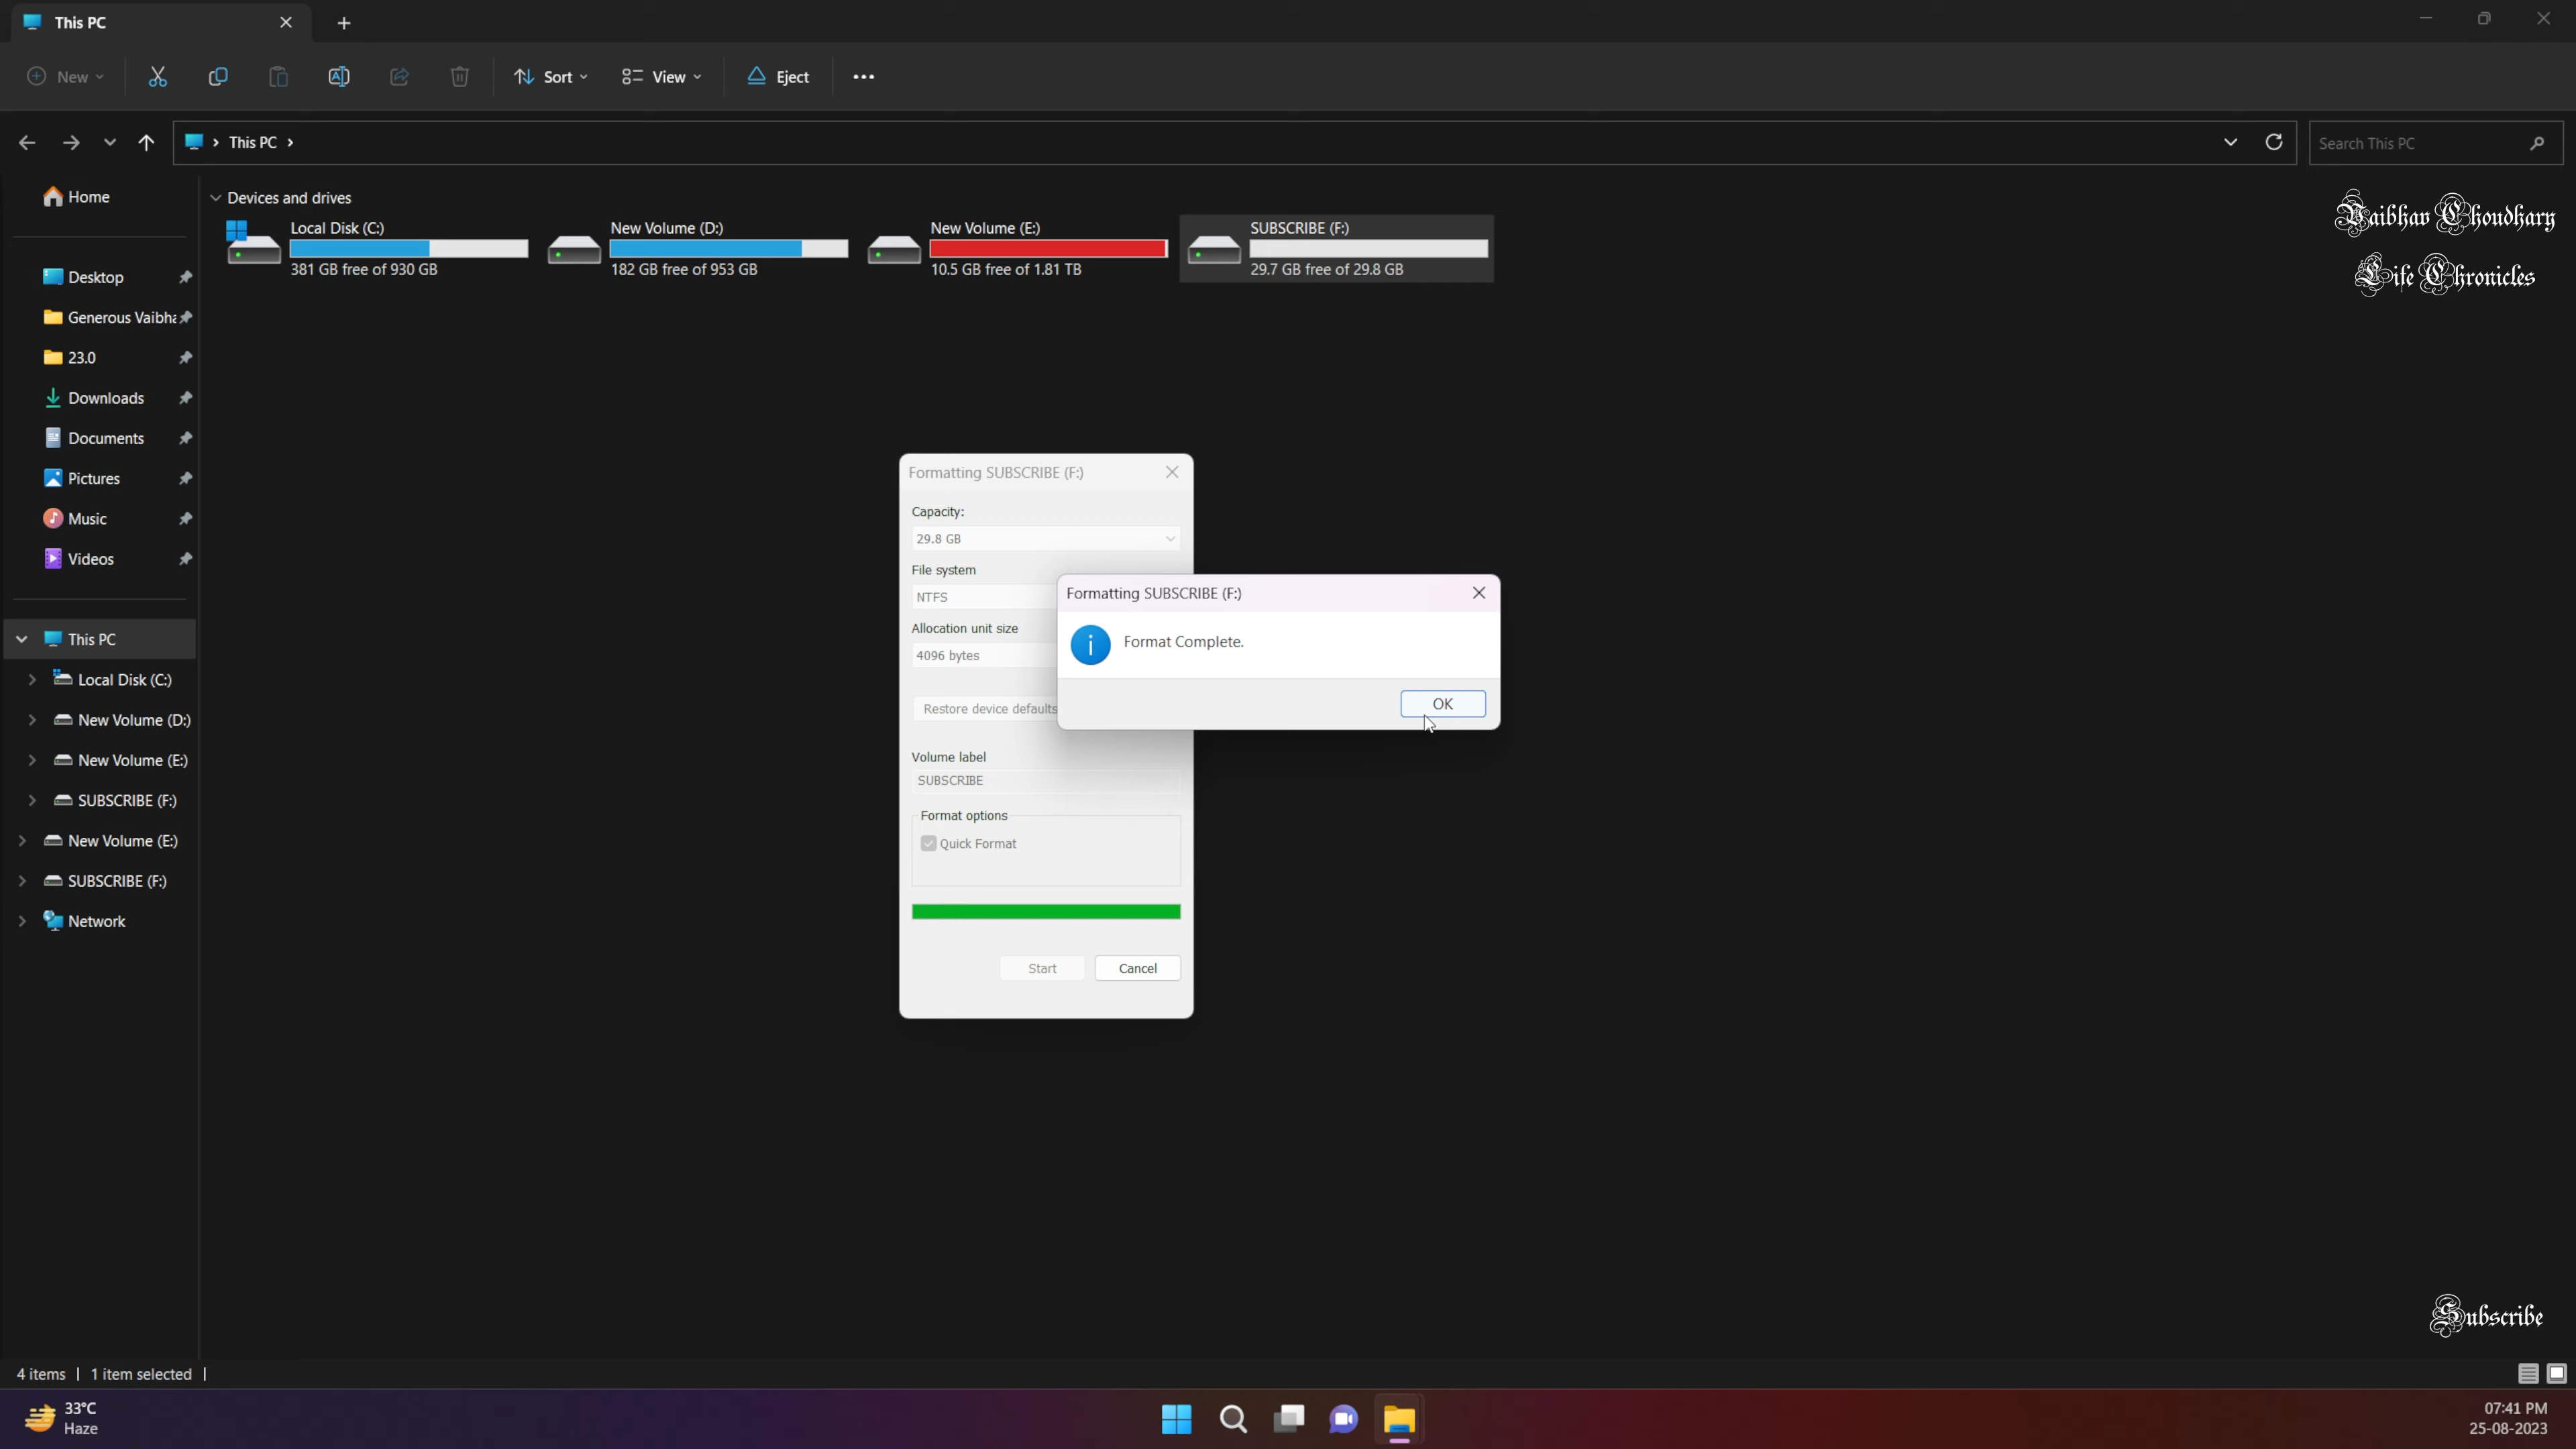 This PC
New
Sort
View
Eject
This PC
Search This PC
Home
Desktop
Generous Vaibha
23.0
Downloads
Documents
Pictures
Music
Videos
This PC
Local Disk (C:)
New Volume (D:)
New Volume (E:)
SUBSCRIBE (F:)
New Volume (E:)
SUBSCRIBE (F:)
Network
Devices and drives
Local Disk (C:)
381 GB free of 930 GB
New Volume (D:)
182 GB free of 953 GB
New Volume (E:)
10.5 GB free of 1.81 TB
SUBSCRIBE (F:)
29.7 GB free of 29.8 GB
Vaibhav Choudhary
Life Chronicles
Formatting SUBSCRIBE (F:)
Capacity:
29.8 GB
File system
NTFS
Allocation unit size
4096 bytes
Restore device defaults
Volume label
SUBSCRIBE
Format options
Quick Format
Start
Cancel
Formatting SUBSCRIBE (F:)
Format Complete.
OK
Subscribe
4 items
1 item selected
33°C
Haze
07:41 PM
25-08-2023